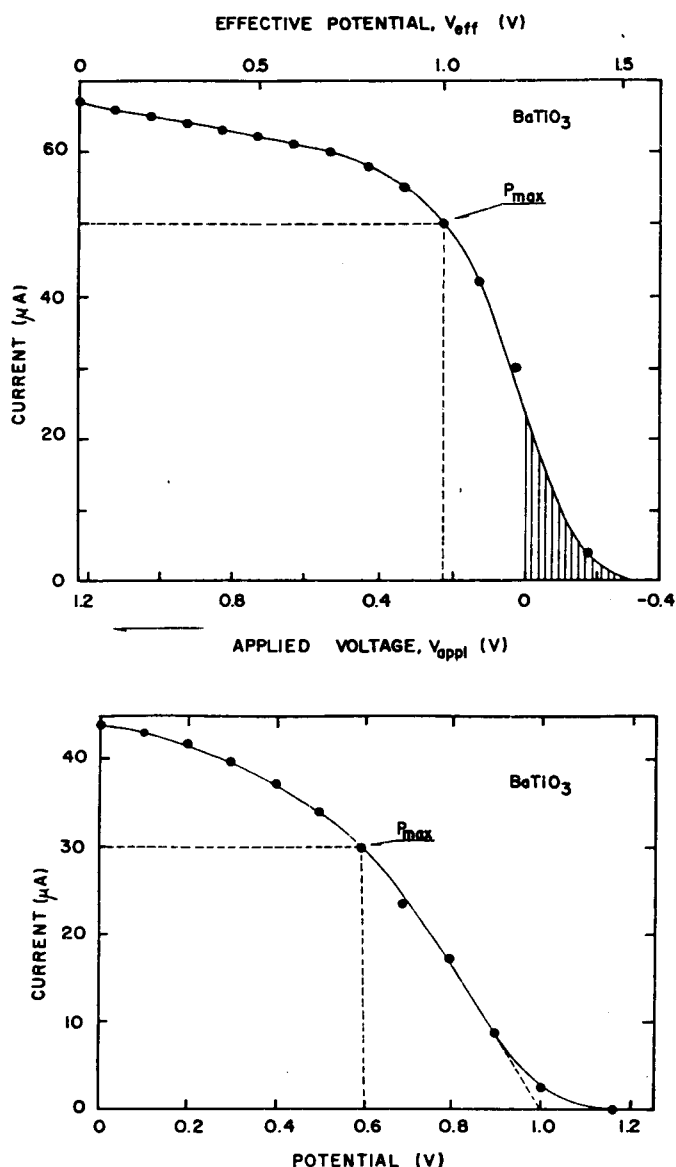 EFFECTIVE POTENTIAL, Veff (V)
0 0.5 1.0 1.5
BaTiO3
Pmax
60
40
20
0
CURRENT (μA)
1.2 0.8 0.4 0 -0.4
APPLIED VOLTAGE, Vappl (V)
BaTiO3
Pmax
40
30
20
10
0
CURRENT (μA)
0 0.2 0.4 0.6 0.8 1.0 1.2
POTENTIAL (V)